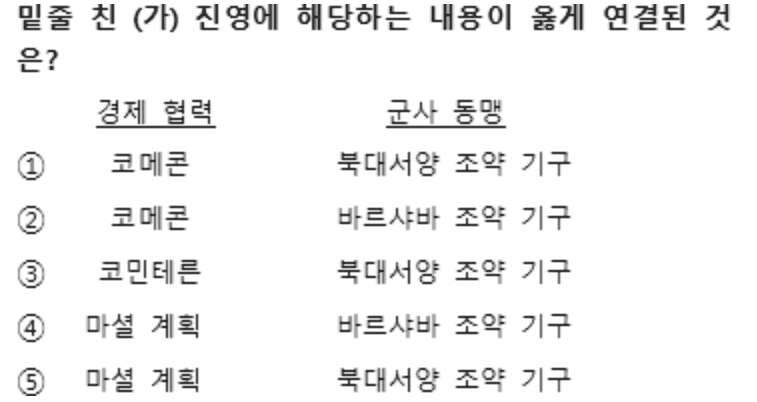 밑줄 친 (가) 진영에 해당하는 내용이 옳게 연결된 것
은?
경제 협력 군사 동맹
① 코메콘 북대서양 조약 기구
② 코메콘 바르샤바 조약 기구
③ 코민테른 북대서양 조약 기구
④ 마셜 계획 바르샤바 조약 기구
⑤ 마셜 계획 북대서양 조약 기구